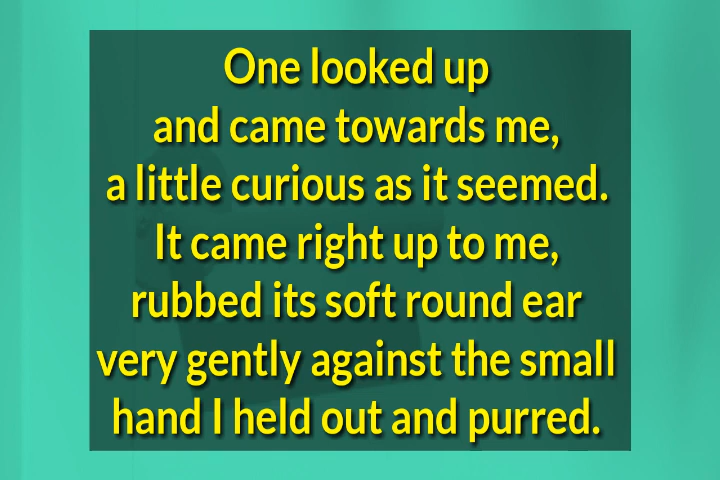 One looked up
and came towards me,
a little curious as it seemed.
It came right up to me,
rubbed its soft round ear
very gently against the small
hand I held out and purred.